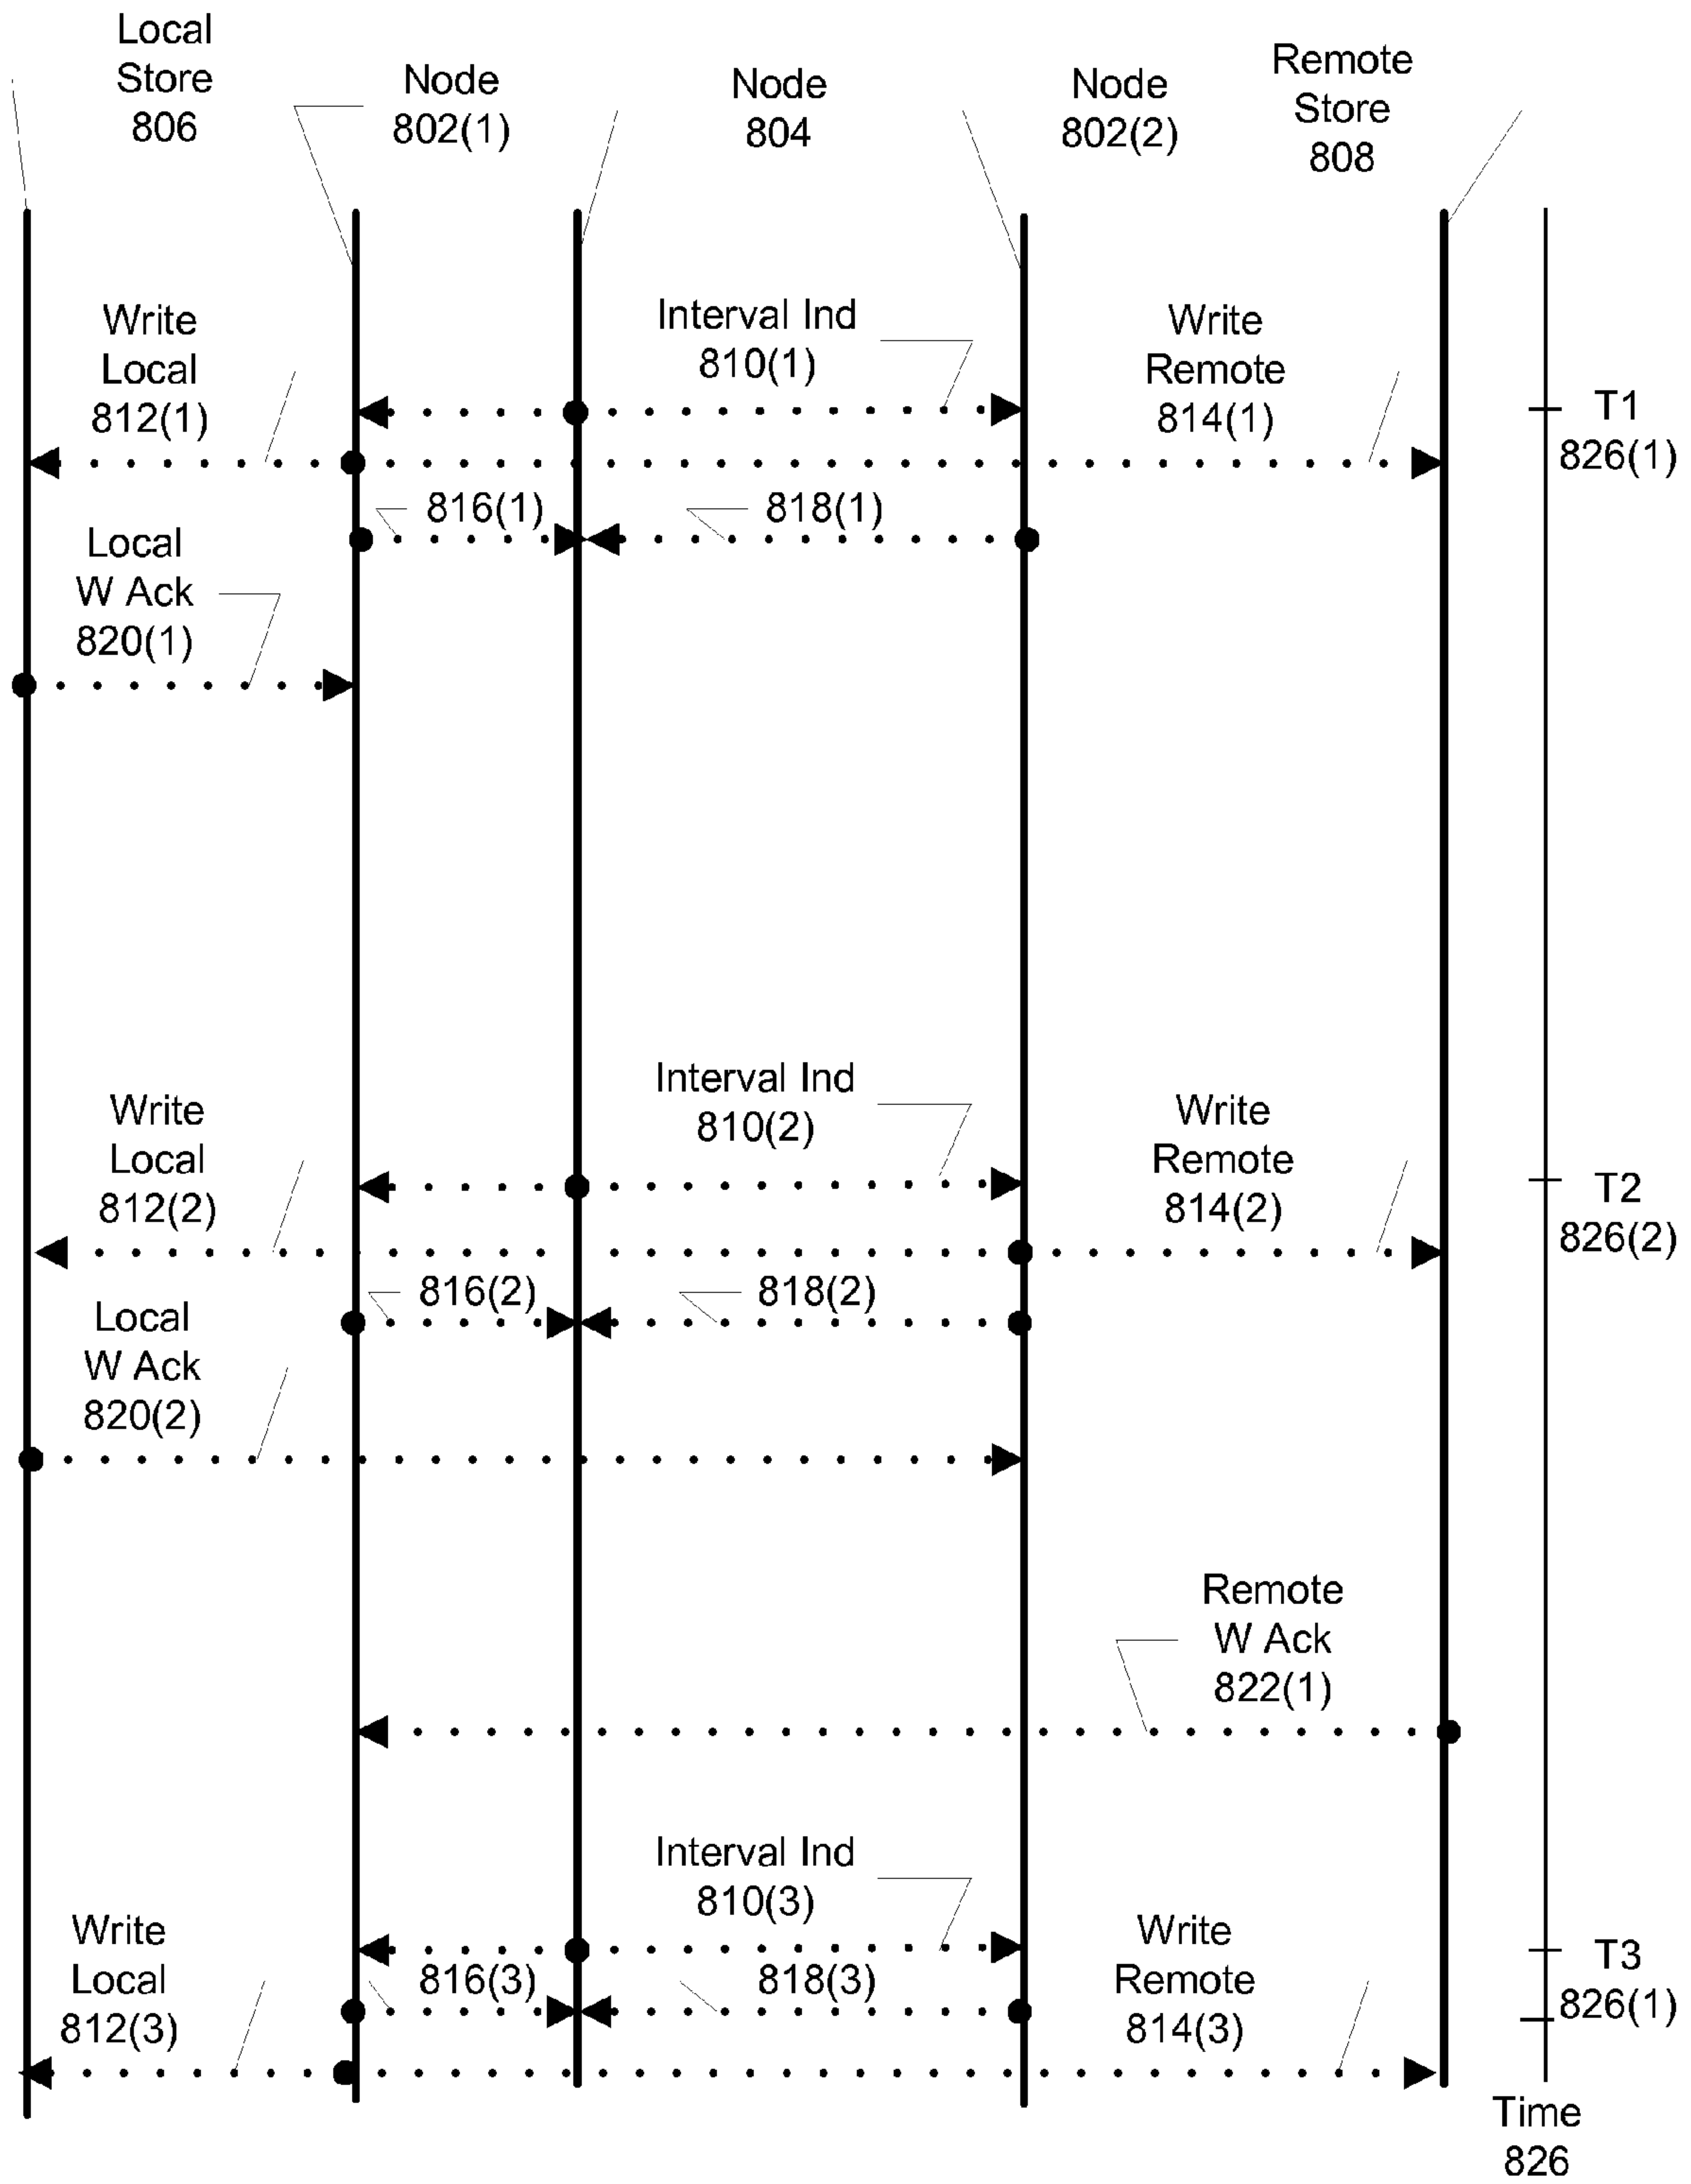 Local
Store
806
Node
802(1)
Node
804
Node
802(2)
Remote
Store
808
Write
Local
812(1)
Interval Ind
810(1)
Write
Remote
814(1)
T1
826(1)
816(1)
818(1)
Local
W Ack
820(1)
Write
Local
812(2)
Interval Ind
810(2)
Write
Remote
814(2)
T2
826(2)
816(2)
818(2)
Local
W Ack
820(2)
Remote
W Ack
822(1)
Interval Ind
810(3)
Write
Local
812(3)
816(3)
818(3)
Write
Remote
814(3)
T3
826(1)
Time
826